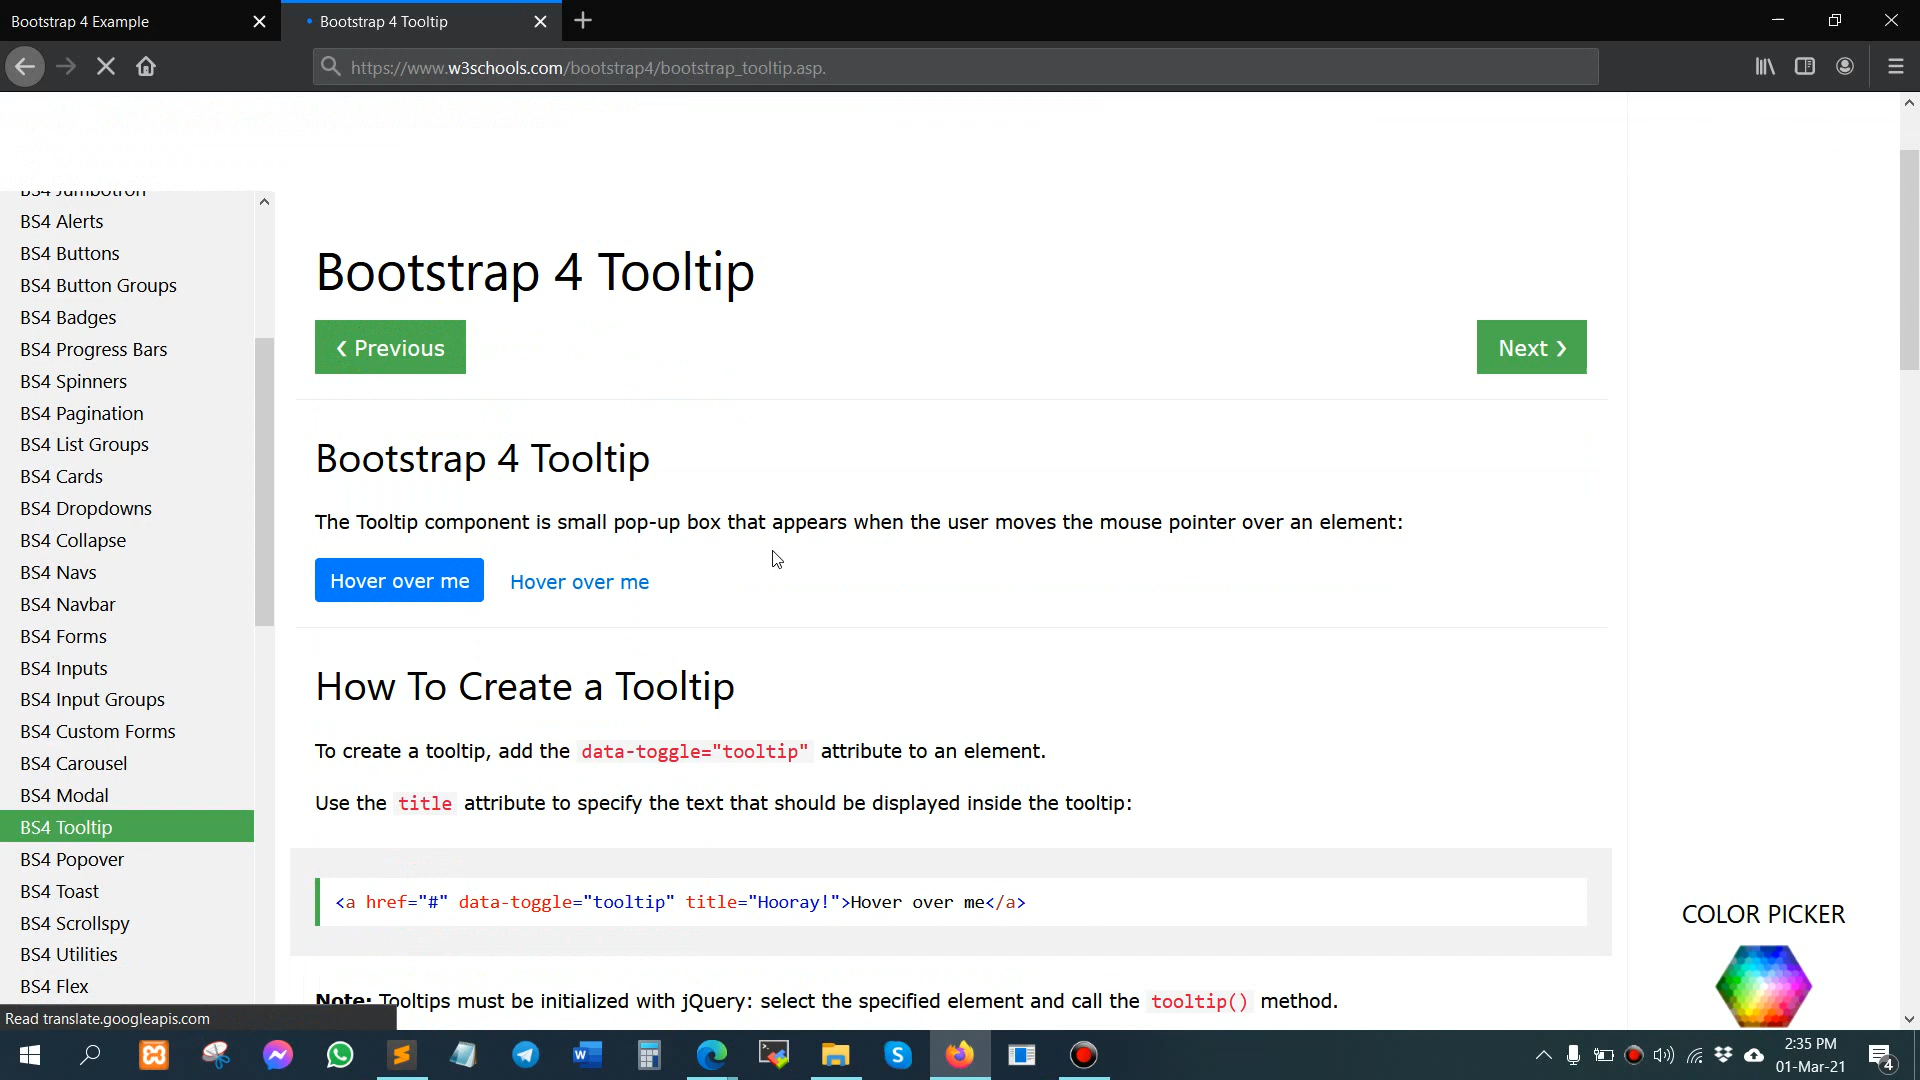 Bootstrap 4 Example
Bootstrap 4 Tooltip
https://www.w3schools.com/bootstrap4/bootstrap_tooltip.asp.
BS4 Jumbotron
BS4 Alerts
BS4 Buttons
BS4 Button Groups
BS4 Badges
BS4 Progress Bars
BS4 Spinners
BS4 Pagination
BS4 List Groups
BS4 Cards
BS4 Dropdowns
BS4 Collapse
BS4 Navs
BS4 Navbar
BS4 Forms
BS4 Inputs
BS4 Input Groups
BS4 Custom Forms
BS4 Carousel
BS4 Modal
BS4 Tooltip
BS4 Popover
BS4 Toast
BS4 Scrollspy
BS4 Utilities
BS4 Flex
Bootstrap 4 Tooltip
❮ Previous
Next ❯
Bootstrap 4 Tooltip
The Tooltip component is small pop-up box that appears when the user moves the mouse pointer over an element:
Hover over me
Hover over me
How To Create a Tooltip
To create a tooltip, add the data-toggle="tooltip" attribute to an element.
Use the title attribute to specify the text that should be displayed inside the tooltip:
<a href="#" data-toggle="tooltip" title="Hooray!">Hover over me</a>
Note: Tooltips must be initialized with jQuery: select the specified element and call the tooltip() method.
COLOR PICKER
Read translate.googleapis.com
2:35 PM
01-Mar-21
4